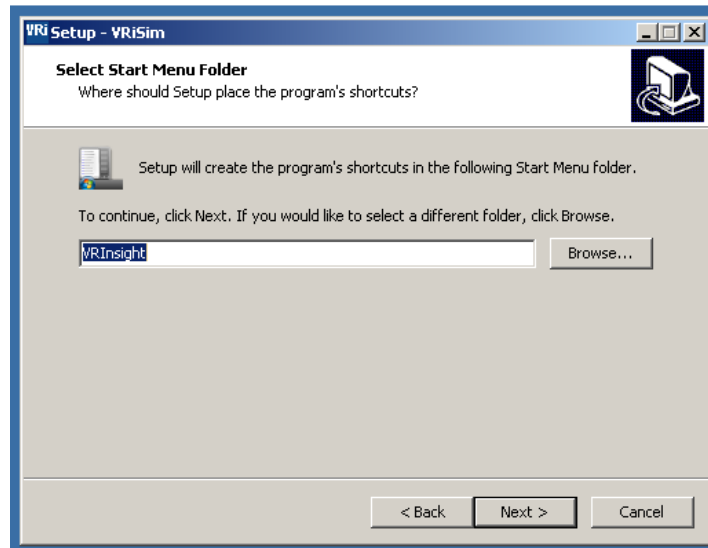 VRi Setup - VRiSim
Select Start Menu Folder
Where should Setup place the program's shortcuts?
Setup will create the program's shortcuts in the following Start Menu folder.
To continue, click Next. If you would like to select a different folder, click Browse.
VRInsight
Browse...
< Back
Next >
Cancel